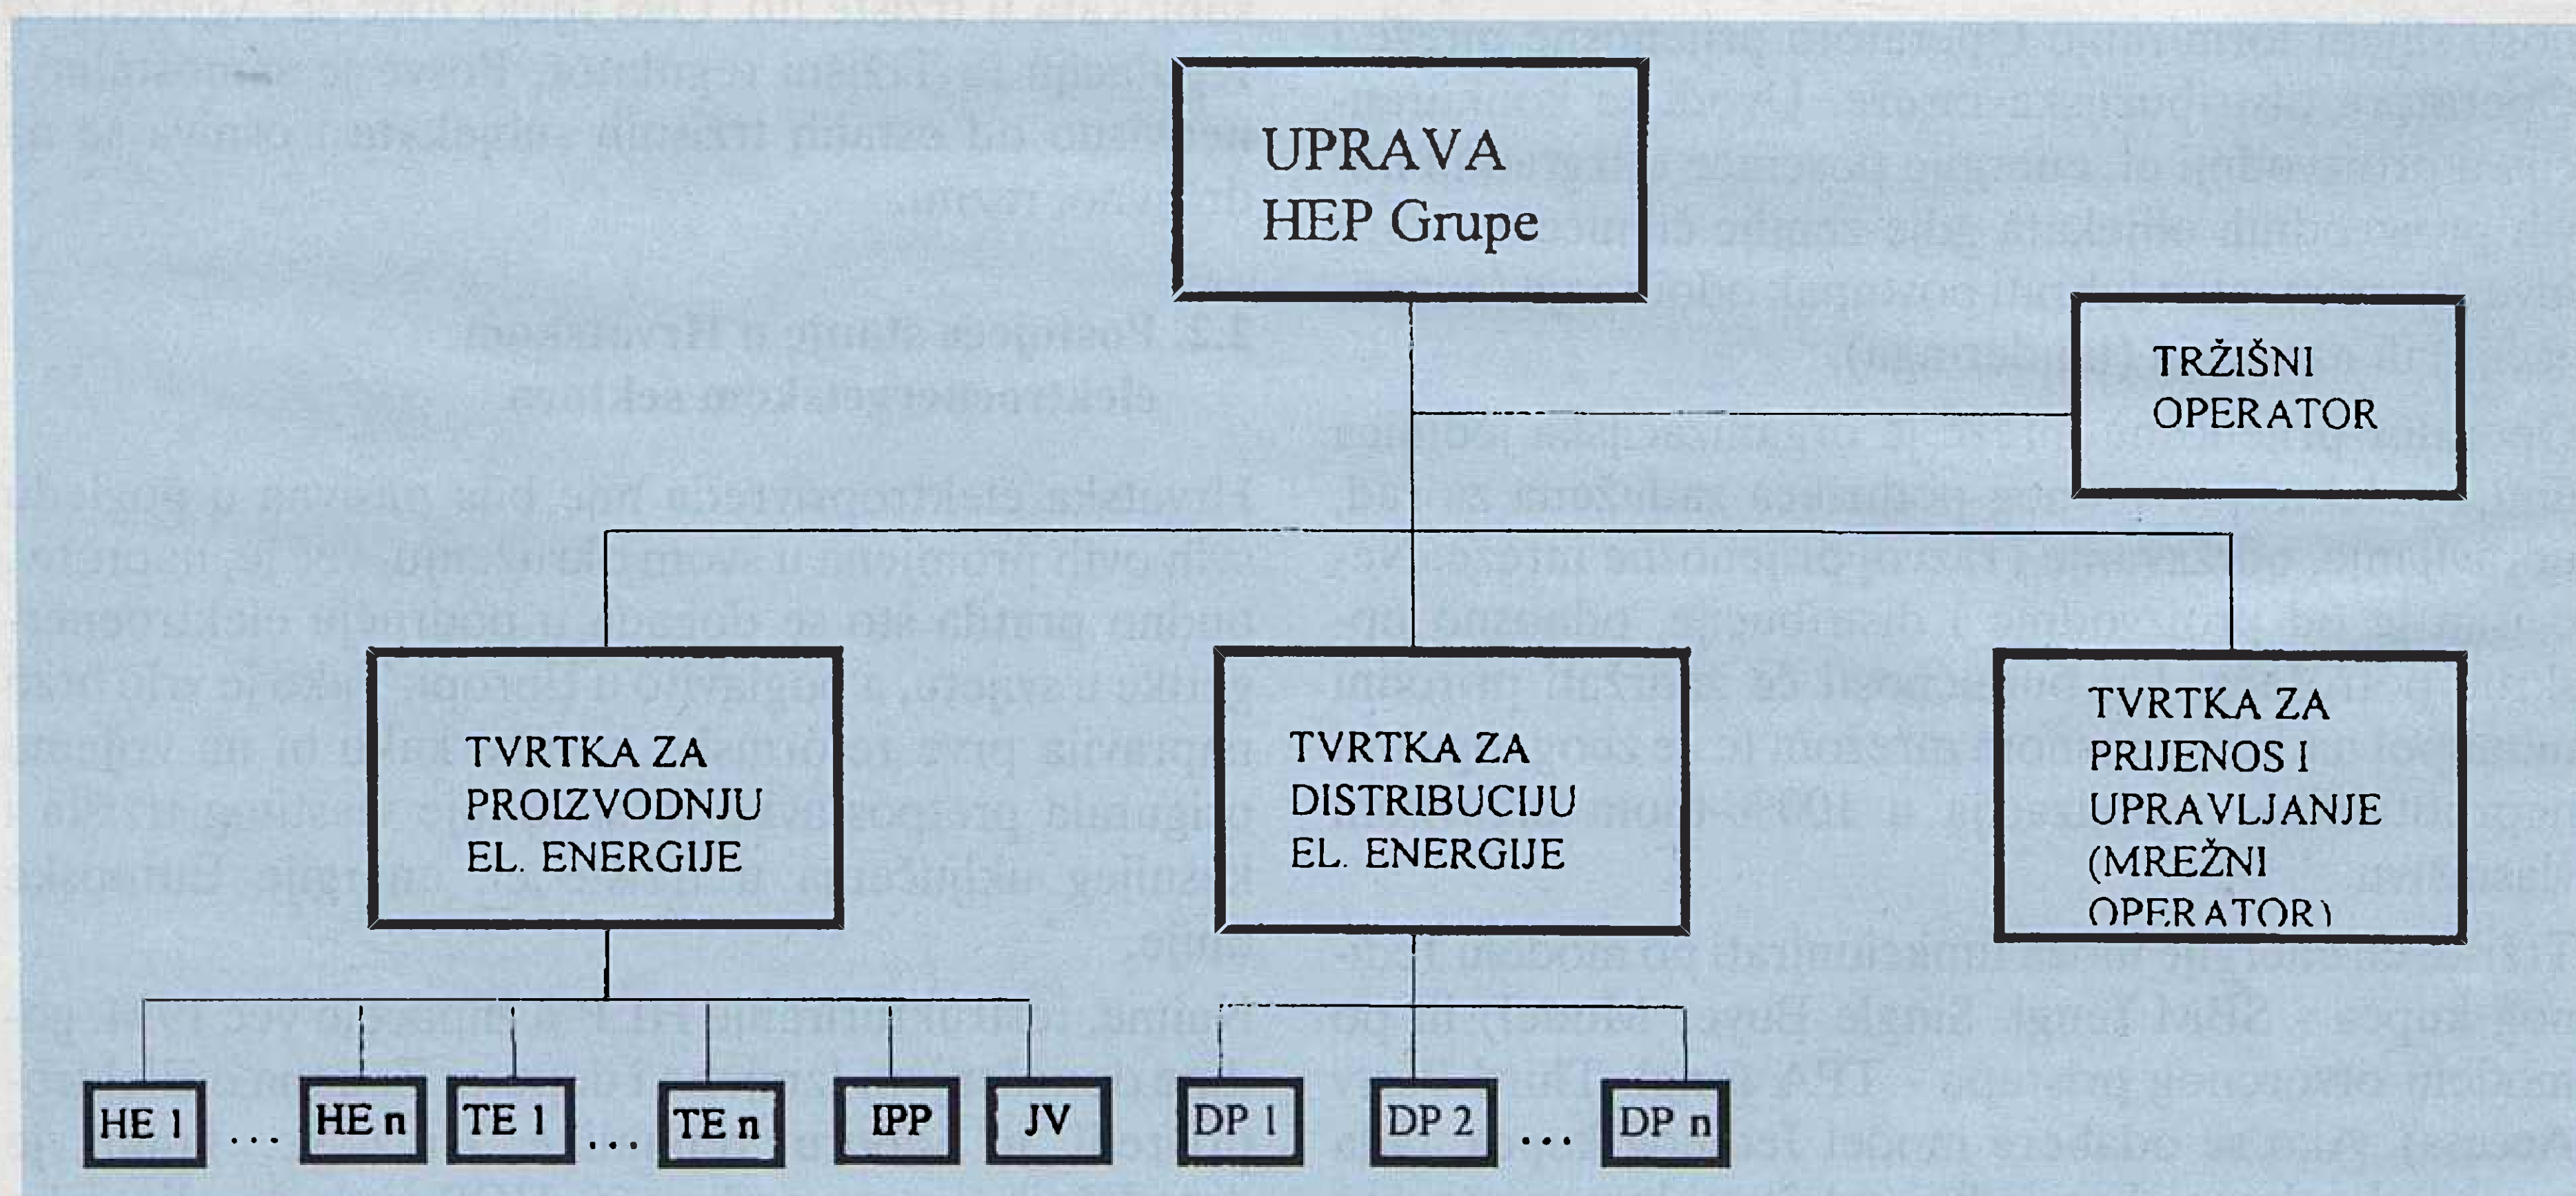 UPRAVA
HEP Grupe
TRŽIŠNI
OPERATOR
TVRTKA ZA
PROIZVODNJU
EL. ENERGIJE
TVRTKA ZA
DISTRIBUCIJU
EL. ENERGIJE
TVRTKA ZA
PRIJENOS I
UPRAVLJANJE
(MREŽNI
OPERATOR)
HE 1 ... HE n TE 1 ... TE n IPP JV DP 1 DP 2 ... DP n